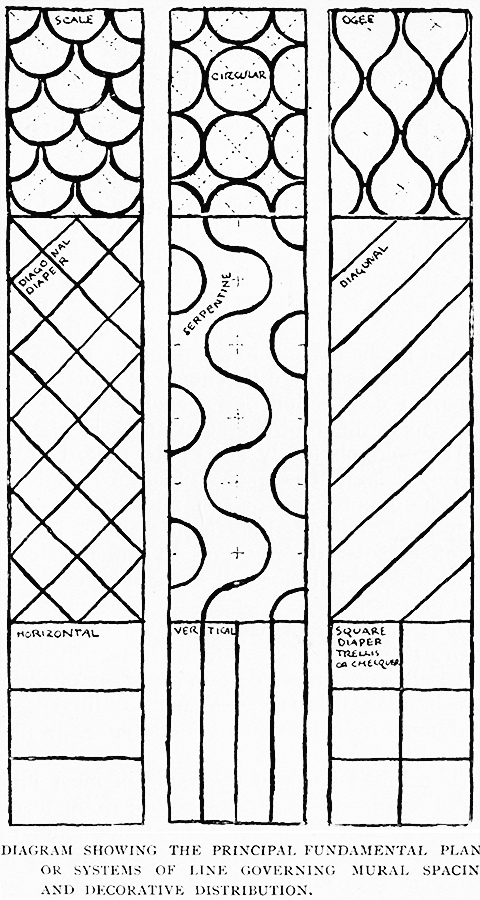 SCALE
CIRCULAR
OGEE
DIAGONAL
DIAPER
SERPENTINE
DIAGONAL
HORIZONTAL
VERTICAL
SQUARE
DIAPER
TRELLIS
OR CHECQUER
DIAGRAM SHOWING THE PRINCIPAL FUNDAMENTAL PLAN
OR SYSTEMS OF LINE GOVERNING MURAL SPACIN
AND DECORATIVE DISTRIBUTION.